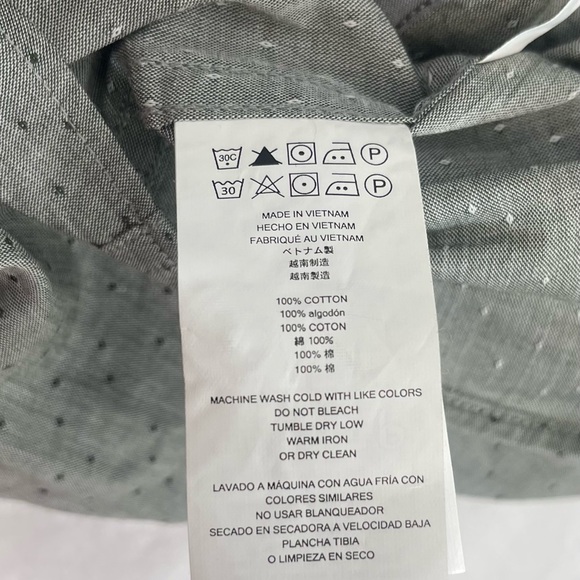 30C P
30 P
MADE IN VIETNAM
HECHO EN VIETNAM
FABRIQUÉ AU VIETNAM
ベトナム製
越南制造
越南製造
100% COTTON
100% algodón
100% COTON
綿 100%
100% 棉
100% 棉
MACHINE WASH COLD WITH LIKE COLORS
DO NOT BLEACH
TUMBLE DRY LOW
WARM IRON
OR DRY CLEAN
LAVADO A MÁQUINA CON AGUA FRÍA CON
COLORES SIMILARES
NO USAR BLANQUEADOR
SECADO EN SECADORA A VELOCIDAD BAJA
PLANCHA TIBIA
O LIMPIEZA EN SECO